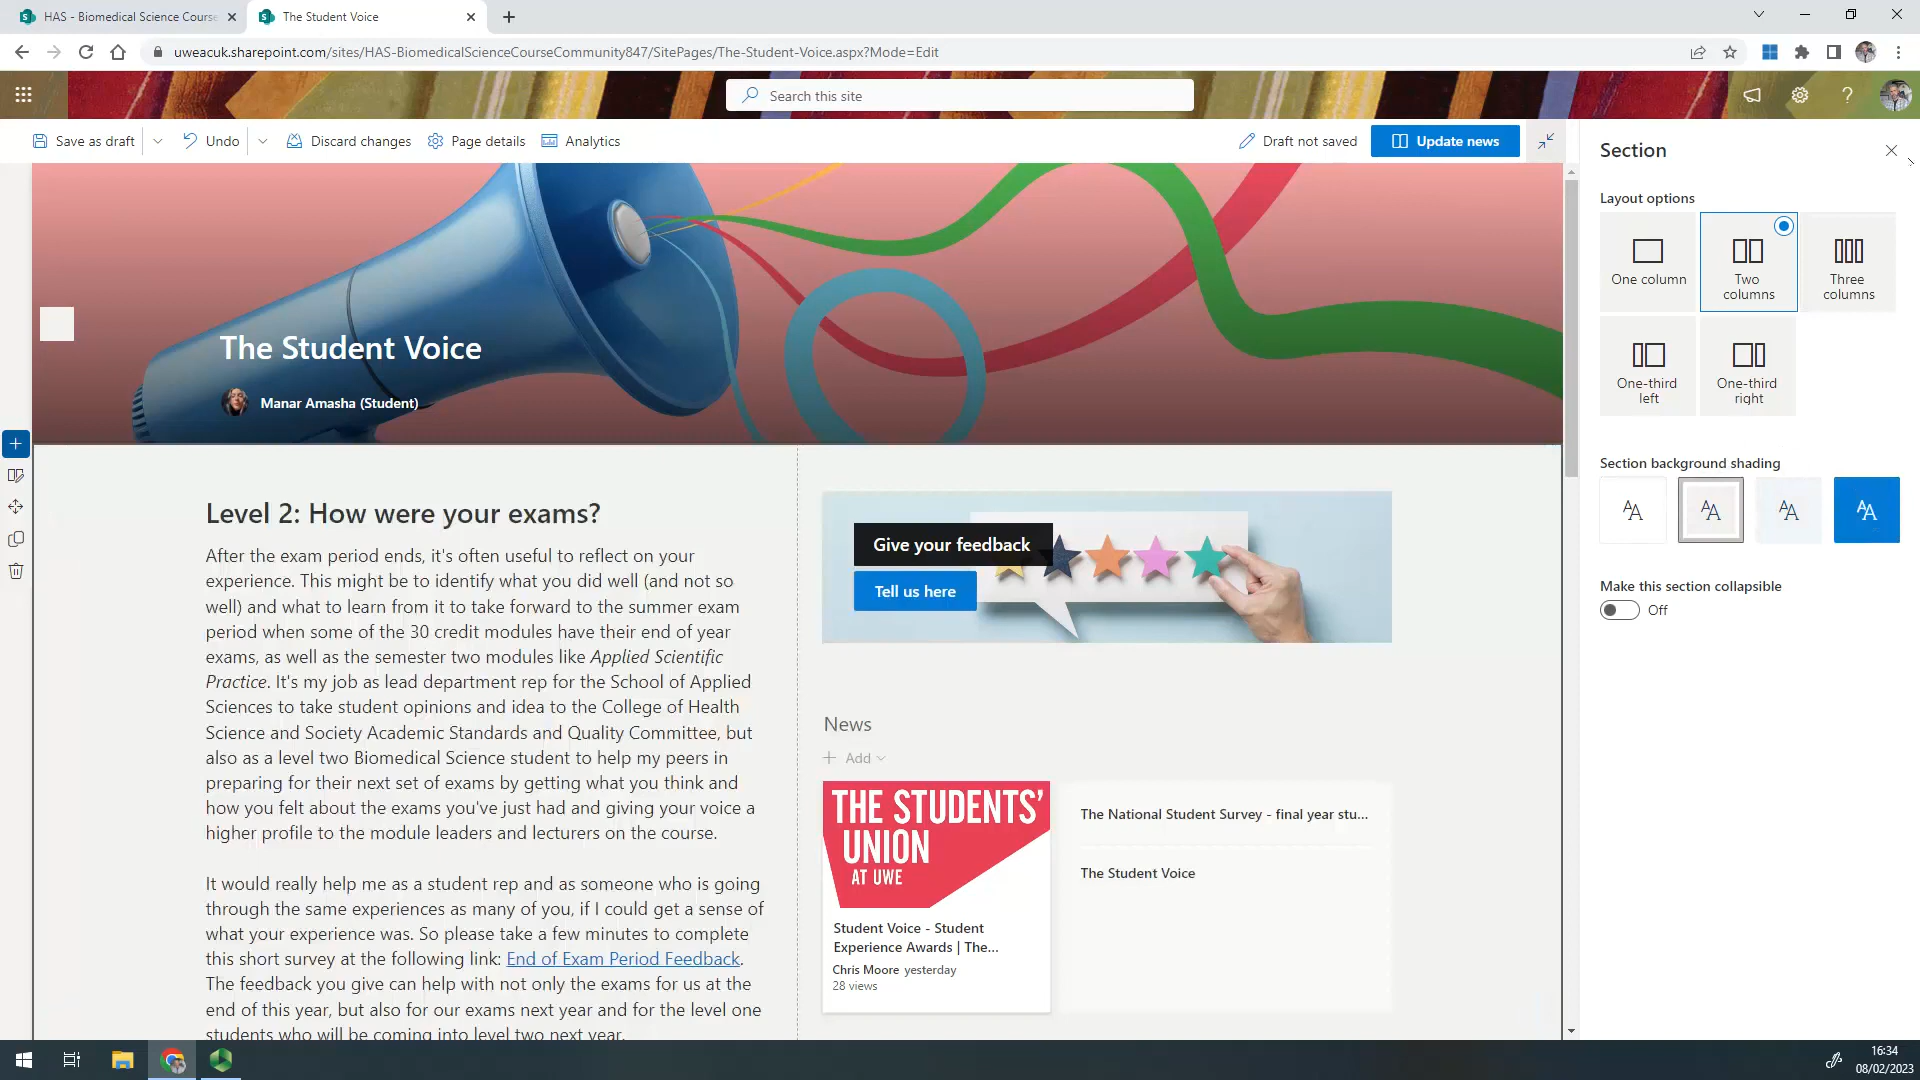 HAS - Biomedical Science Course
The Student Voice
uweacuk.sharepoint.com/sites/HAS-BiomedicalScienceCourseCommunity847/SitePages/The-Student-Voice.aspx?Mode=Edit
Search this site
Save as draft
Undo
Discard changes
Page details
Analytics
Draft not saved
Update news
The Student Voice
Manar Amasha (Student)
Level 2: How were your exams?
After the exam period ends, it's often useful to reflect on your
experience. This might be to identify what you did well (and not so
well) and what to learn from it to take forward to the summer exam
period when some of the 30 credit modules have their end of year
exams, as well as the semester two modules like Applied Scientific
Practice. It's my job as lead department rep for the School of Applied
Sciences to take student opinions and idea to the College of Health
Science and Society Academic Standards and Quality Committee, but
also as a level two Biomedical Science student to help my peers in
preparing for their next set of exams by getting what you think and
how you felt about the exams you've just had and giving your voice a
higher profile to the module leaders and lecturers on the course.
It would really help me as a student rep and as someone who is going
through the same experiences as many of you, if I could get a sense of
what your experience was. So please take a few minutes to complete
this short survey at the following link: End of Exam Period Feedback.
The feedback you give can help with not only the exams for us at the
end of this year, but also for our exams next year and for the level one
students who will be coming into level two next year.
Give your feedback
Tell us here
News
+ Add
THE STUDENTS'
UNION
AT UWE
Student Voice - Student
Experience Awards | The...
Chris Moore yesterday
28 views
The National Student Survey - final year stu...
The Student Voice
Section
Layout options
One column
Two
columns
Three
columns
One-third
left
One-third
right
Section background shading
AA
AA
AA
AA
Make this section collapsible
Off
16:34
08/02/2023